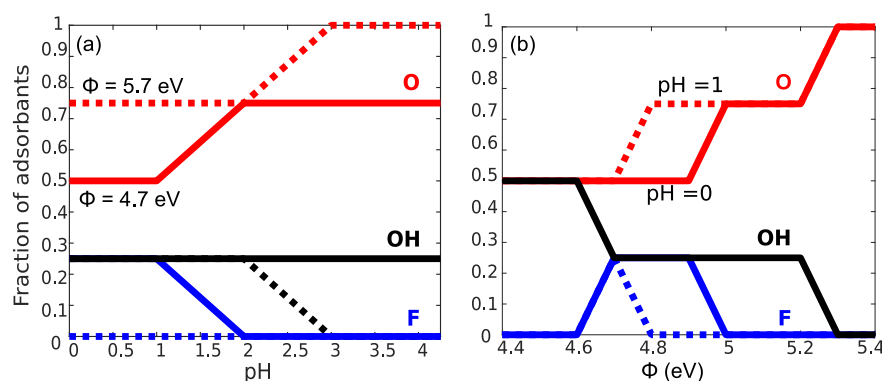 (a)
Fraction of adsorbants
1
0.9
0.8
0.7
0.6
0.5
0.4
0.3
0.2
0.1
0
Φ = 5.7 eV
O
Φ = 4.7 eV
OH
F
0 0.5 1 1.5 2 2.5 3 3.5 4
pH
(b)
1
0.9
0.8
0.7
0.6
0.5
0.4
0.3
0.2
0.1
0
pH =1
O
pH=0
OH
F
4.4 4.6 4.8 5 5.2 5.4
Φ (eV)